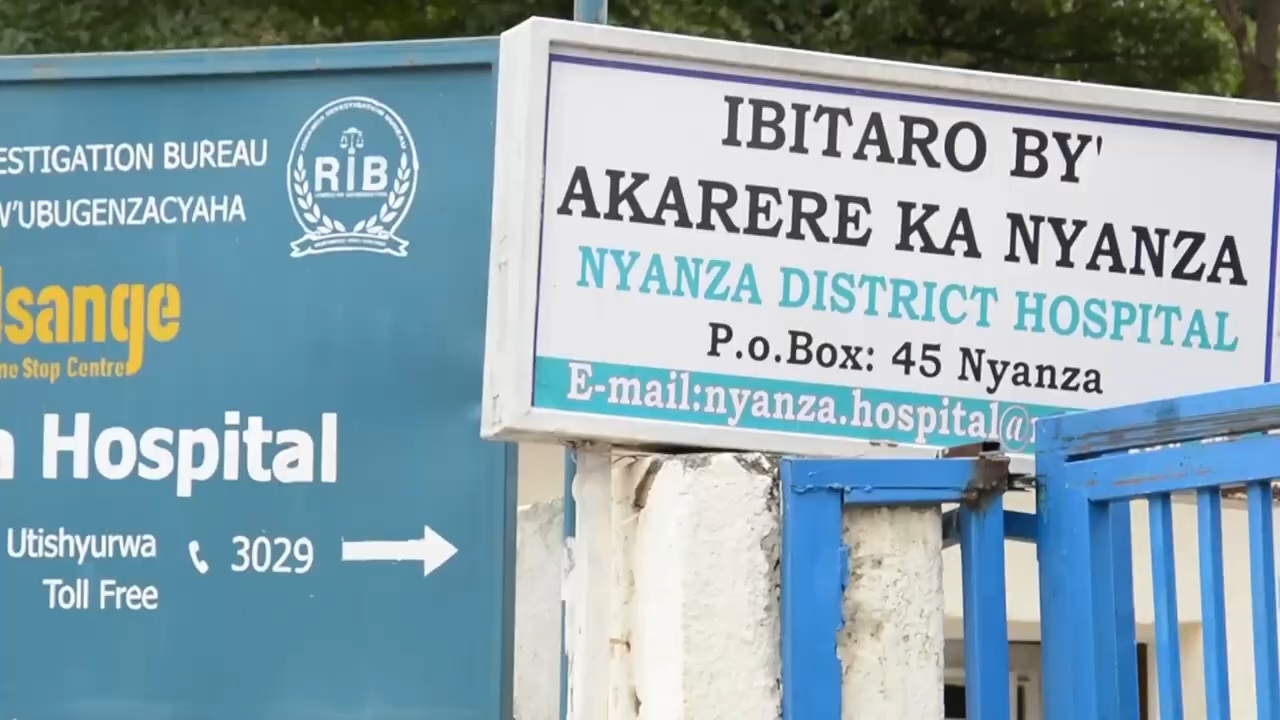 ESTIGATION BUREAU
W'UBUGENZACYAHA
RIB
Isange
ne Stop Centre
Hospital
Utishyurwa 3029
Toll Free
IBITARO BY'
AKARERE KA NYANZA
NYANZA DISTRICT HOSPITAL
P.o.Box: 45 Nyanza
E-mail:nyanza.hospital@